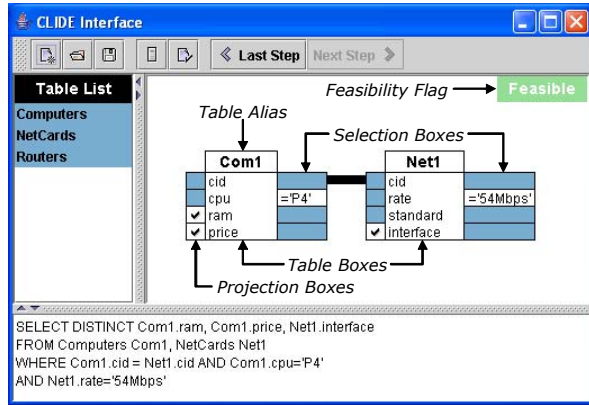 CLIDE Interface
Last Step Next Step
Table List
Computers
NetCards
Routers
Feasibility Flag Feasible
Table Alias
Selection Boxes
Com1 Net1
cid cid
cpu ='P4' rate ='54Mbps'
ram standard
price interface
Table Boxes
Projection Boxes
SELECT DISTINCT Com1.ram, Com1.price, Net1.interface
FROM Computers Com1, NetCards Net1
WHERE Com1.cid = Net1.cid AND Com1.cpu='P4'
AND Net1.rate='54Mbps'